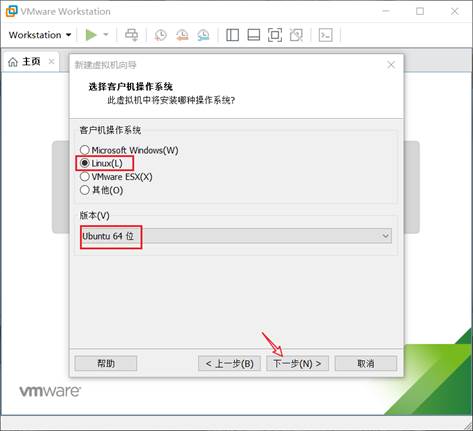 VMware Workstation
Workstation
主页
新建虚拟机向导
选择客户机操作系统
此虚拟机中将安装哪种操作系统?
客户机操作系统
Microsoft Windows(W)
Linux(L)
VMware ESX(X)
其他(O)
版本(V)
Ubuntu 64 位
帮助
< 上一步(B)
下一步(N) >
取消
vmware